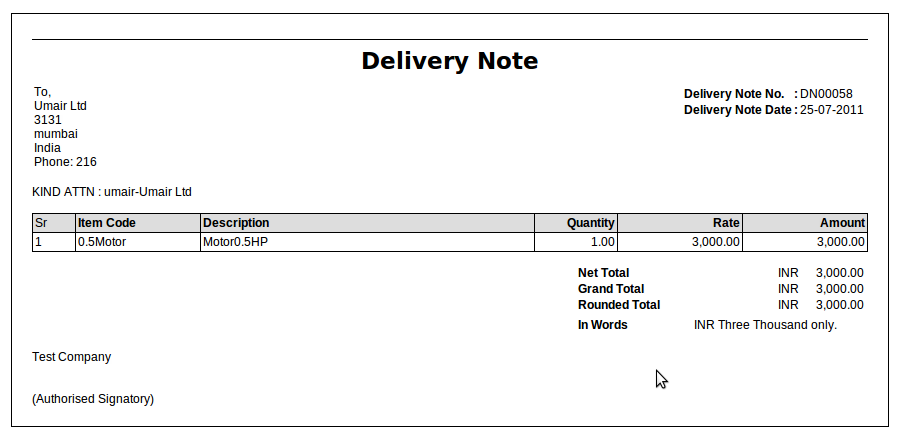 Delivery Note
To,
Umair Ltd
3131
mumbai
India
Phone: 216
Delivery Note No. : DN00058
Delivery Note Date : 25-07-2011
KIND ATTN : umair-Umair Ltd
Sr Item Code Description Quantity Rate Amount
1 0.5Motor Motor0.5HP 1.00 3,000.00 3,000.00
Net Total INR 3,000.00
Grand Total INR 3,000.00
Rounded Total INR 3,000.00
In Words INR Three Thousand only.
Test Company
(Authorised Signatory)